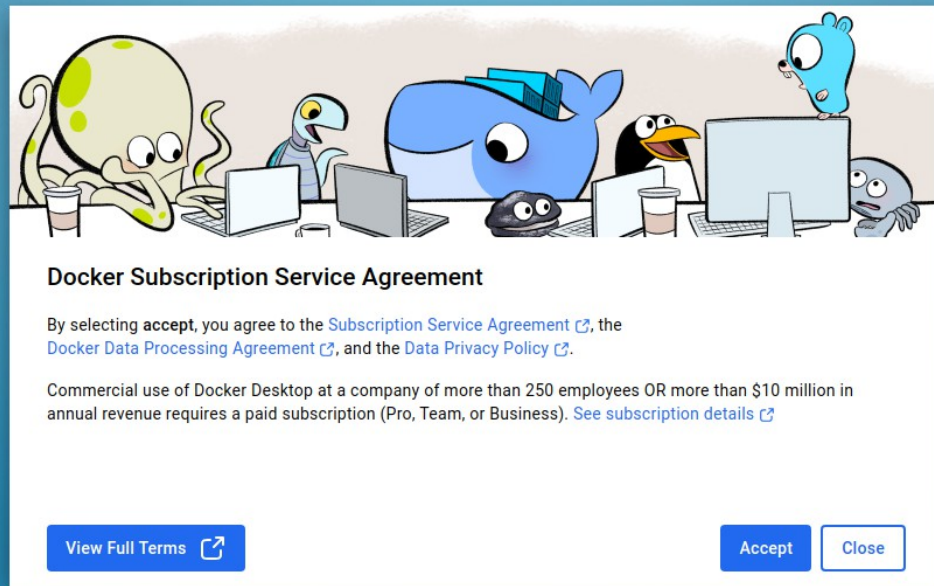 Docker Subscription Service Agreement
By selecting accept, you agree to the Subscription Service Agreement, the
Docker Data Processing Agreement, and the Data Privacy Policy.
Commercial use of Docker Desktop at a company of more than 250 employees OR more than $10 million in
annual revenue requires a paid subscription (Pro, Team, or Business). See subscription details
View Full Terms
Accept
Close